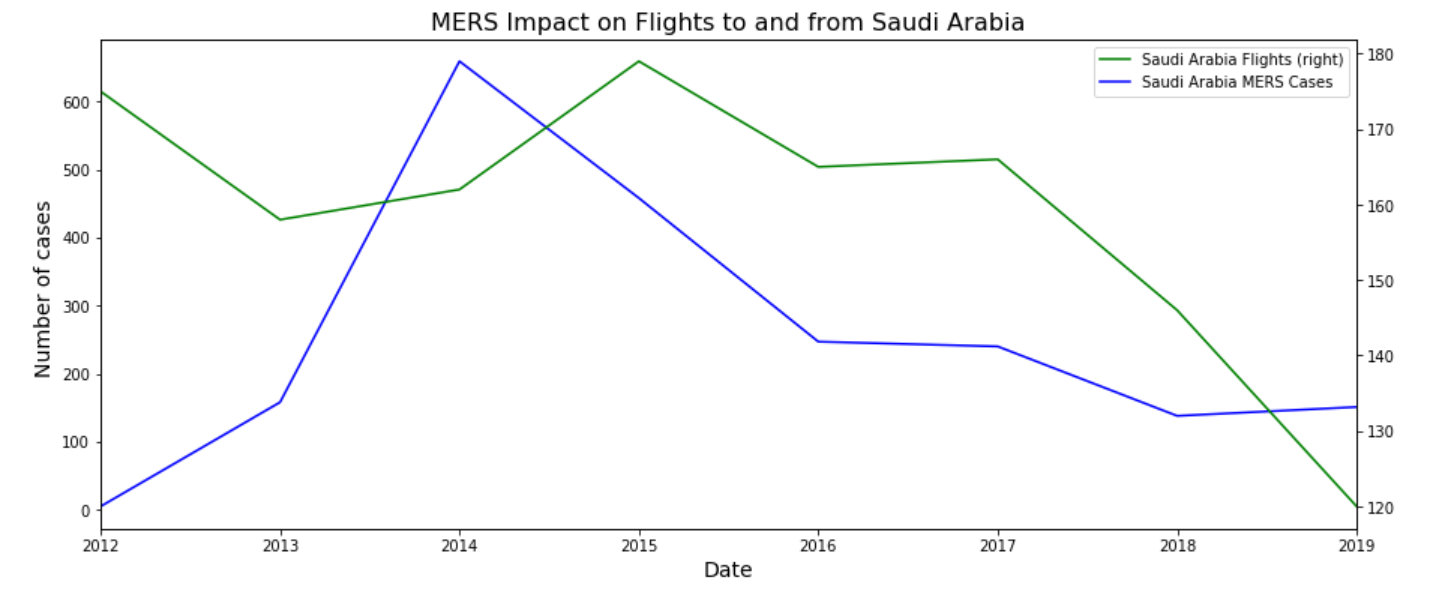 MERS Impact on Flights to and from Saudi Arabia
Saudi Arabia Flights (right)
Saudi Arabia MERS Cases
Number of cases
600
500
400
300
200
100
0
180
170
160
150
140
130
120
2012 2013 2014 2015 2016 2017 2018 2019
Date